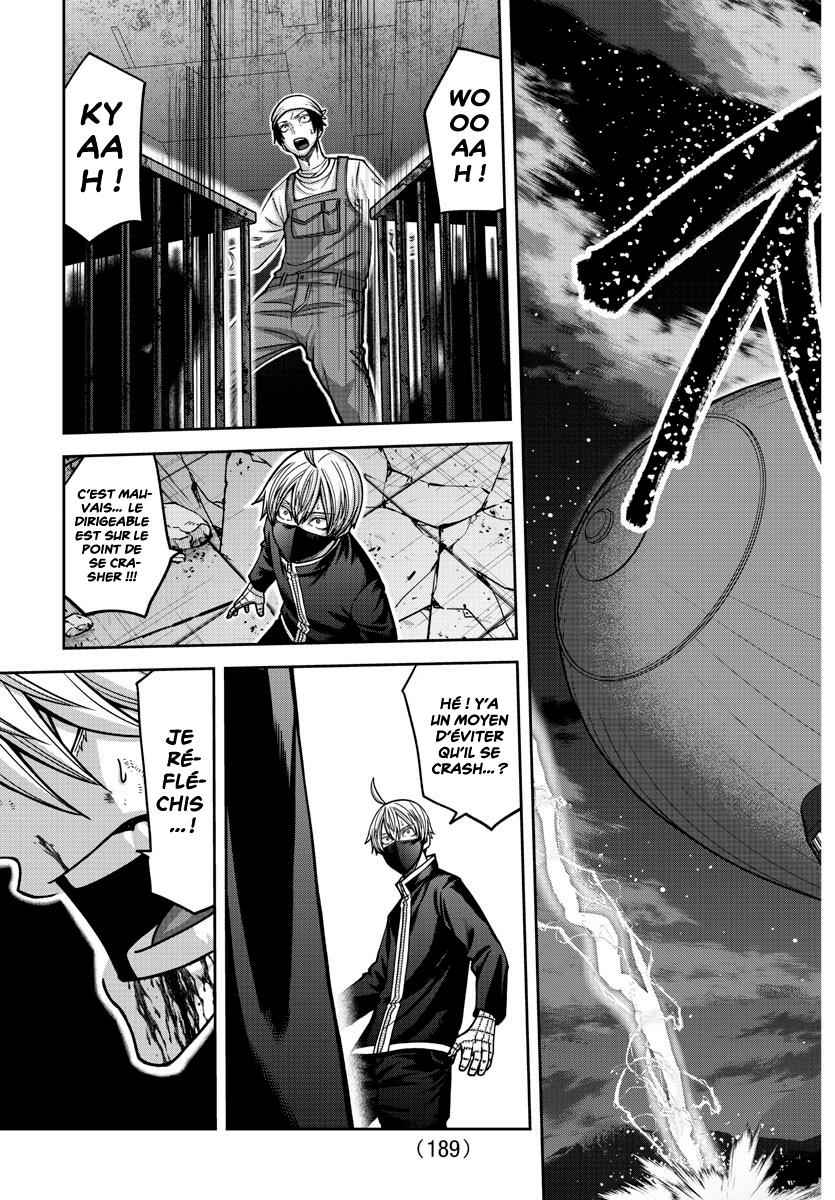 WO
OO
AA
H !
KY
AA
H !
C'EST MAU-
VAIS... LE
DIRIGEABLE
EST SUR LE
POINT DE
SE CRA-
SHER !!!
HÉ ! Y'A
UN MOYEN
D'ÉVITER
QU'IL SE
CRASH... ?
JE
RÉ-
FLÉ-
CHIS
... !
(189)